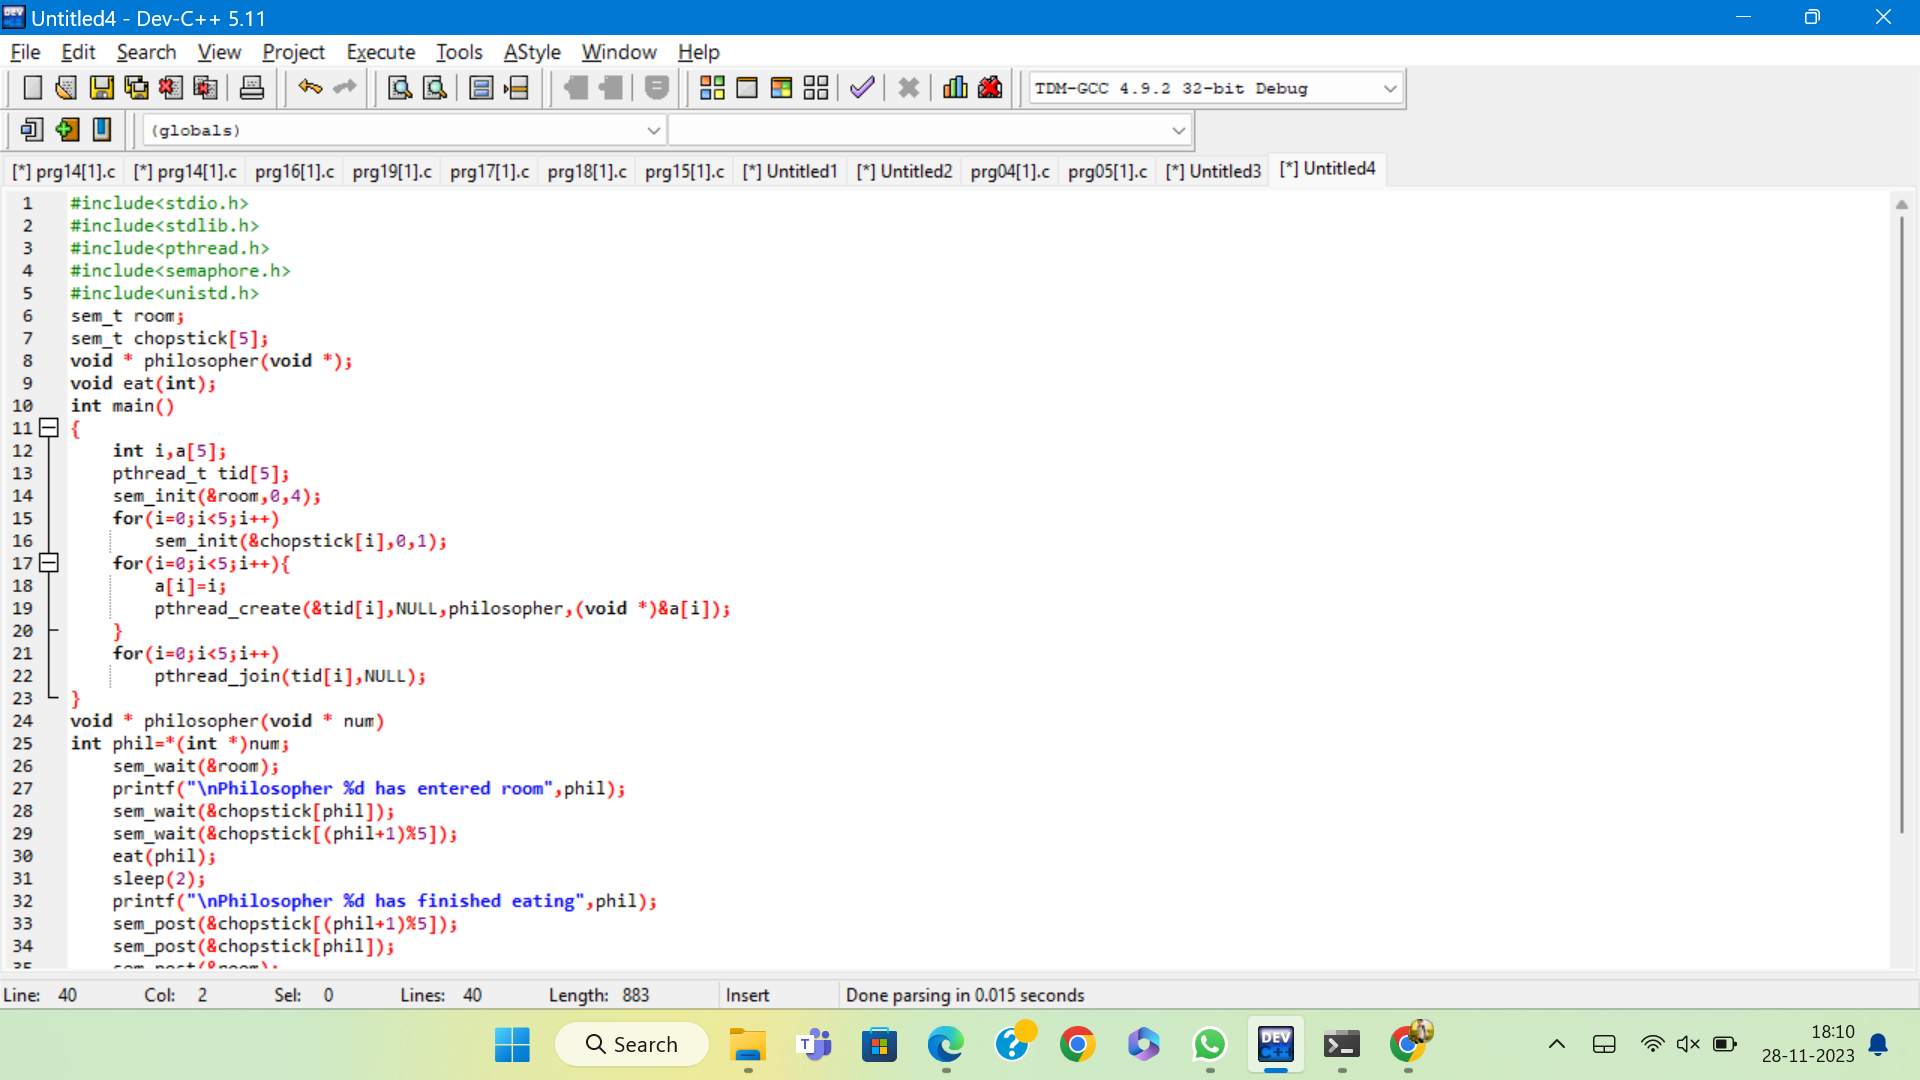 Untitled4 - Dev-C++ 5.11
File Edit Search View Project Execute Tools AStyle Window Help
TDM-GCC 4.9.2 32-bit Debug
(globals)
[*] prg14[1].c [*] prg14[1].c prg16[1].c prg19[1].c prg17[1].c prg18[1].c prg15[1].c [*] Untitled1 [*] Untitled2 prg04[1].c prg05[1].c [*] Untitled3 [*] Untitled4
1 #include<stdio.h>
2 #include<stdlib.h>
3 #include<pthread.h>
4 #include<semaphore.h>
5 #include<unistd.h>
6 sem_t room;
7 sem_t chopstick[5];
8 void * philosopher(void *);
9 void eat(int);
10 int main()
11 {
12 int i,a[5];
13 pthread_t tid[5];
14 sem_init(&room,0,4);
15 for(i=0;i<5;i++)
16 sem_init(&chopstick[i],0,1);
17 for(i=0;i<5;i++){
18 a[i]=i;
19 pthread_create(&tid[i],NULL,philosopher,(void *)&a[i]);
20 }
21 for(i=0;i<5;i++)
22 pthread_join(tid[i],NULL);
23 }
24 void * philosopher(void * num)
25 int phil=*(int *)num;
26 sem_wait(&room);
27 printf("\nPhilosopher %d has entered room",phil);
28 sem_wait(&chopstick[phil]);
29 sem_wait(&chopstick[(phil+1)%5]);
30 eat(phil);
31 sleep(2);
32 printf("\nPhilosopher %d has finished eating",phil);
33 sem_post(&chopstick[(phil+1)%5]);
34 sem_post(&chopstick[phil]);
35 sem_post(&room);
Line: 40 Col: 2 Sel: 0 Lines: 40 Length: 883 Insert Done parsing in 0.015 seconds
Search
DEV
18:10
28-11-2023